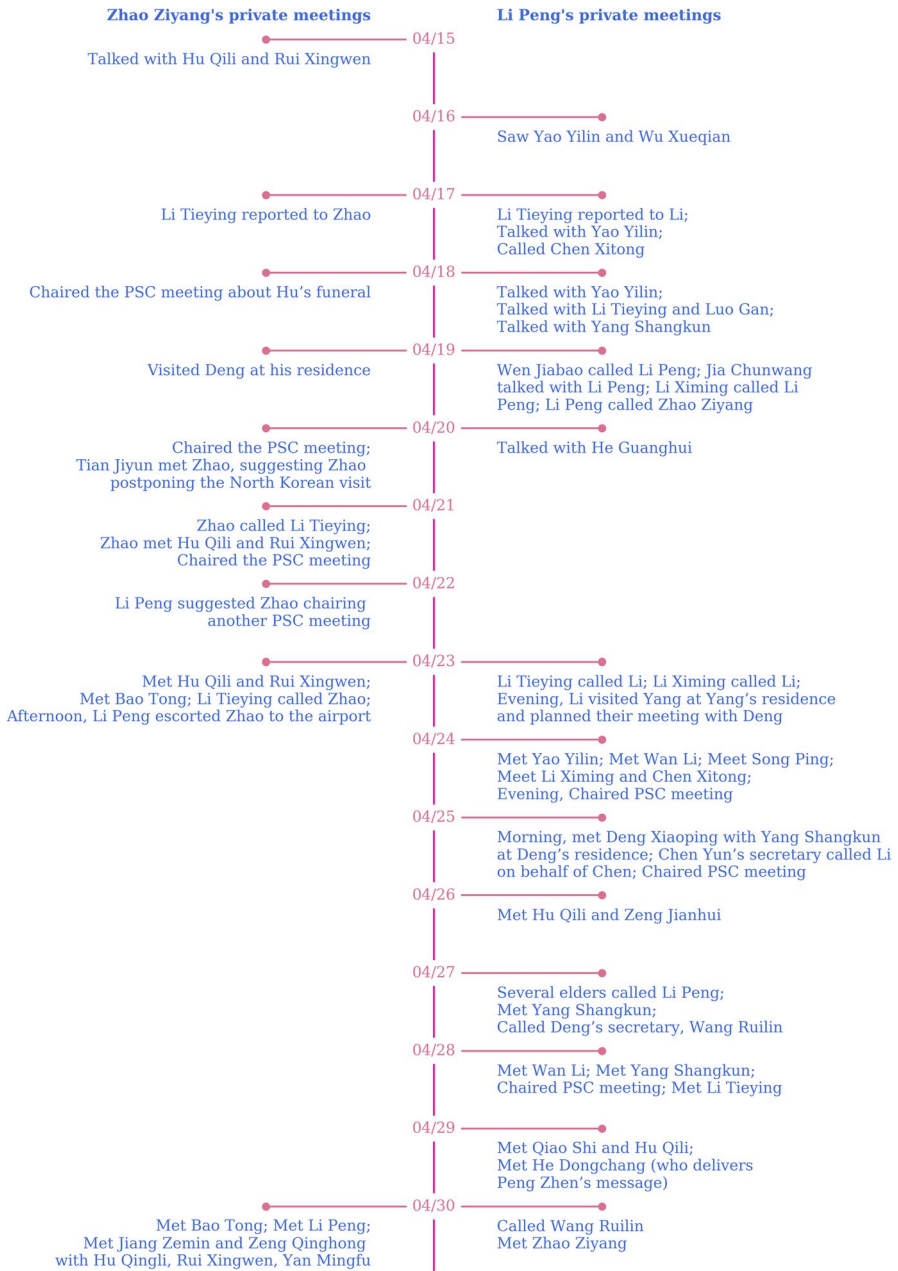 Zhao Ziyang's private meetings
Li Peng's private meetings
04/15
Talked with Hu Qili and Rui Xingwen
04/16
Saw Yao Yilin and Wu Xueqian
04/17
Li Tieying reported to Zhao
Li Tieying reported to Li;
Talked with Yao Yilin;
Called Chen Xitong
04/18
Chaired the PSC meeting about Hu’s funeral
Talked with Yao Yilin;
Talked with Li Tieying and Luo Gan;
Talked with Yang Shangkun
04/19
Visited Deng at his residence
Wen Jiabao called Li Peng; Jia Chunwang
talked with Li Peng; Li Ximing called Li
Peng; Li Peng called Zhao Ziyang
04/20
Chaired the PSC meeting;
Tian Jiyun met Zhao, suggesting Zhao
postponing the North Korean visit
Talked with He Guanghui
04/21
Zhao called Li Tieying;
Zhao met Hu Qili and Rui Xingwen;
Chaired the PSC meeting
04/22
Li Peng suggested Zhao chairing
another PSC meeting
04/23
Met Hu Qili and Rui Xingwen;
Met Bao Tong; Li Tieying called Zhao;
Afternoon, Li Peng escorted Zhao to the airport
Li Tieying called Li; Li Ximing called Li;
Evening, Li visited Yang at Yang’s residence
and planned their meeting with Deng
04/24
Met Yao Yilin; Met Wan Li; Meet Song Ping;
Meet Li Ximing and Chen Xitong;
Evening, Chaired PSC meeting
04/25
Morning, met Deng Xiaoping with Yang Shangkun
at Deng’s residence; Chen Yun’s secretary called Li
on behalf of Chen; Chaired PSC meeting
04/26
Met Hu Qili and Zeng Jianhui
04/27
Several elders called Li Peng;
Met Yang Shangkun;
Called Deng’s secretary, Wang Ruilin
04/28
Met Wan Li; Met Yang Shangkun;
Chaired PSC meeting; Met Li Tieying
04/29
Met Qiao Shi and Hu Qili;
Met He Dongchang (who delivers
Peng Zhen’s message)
04/30
Met Bao Tong; Met Li Peng;
Met Jiang Zemin and Zeng Qinghong
with Hu Qingli, Rui Xingwen, Yan Mingfu
Called Wang Ruilin
Met Zhao Ziyang